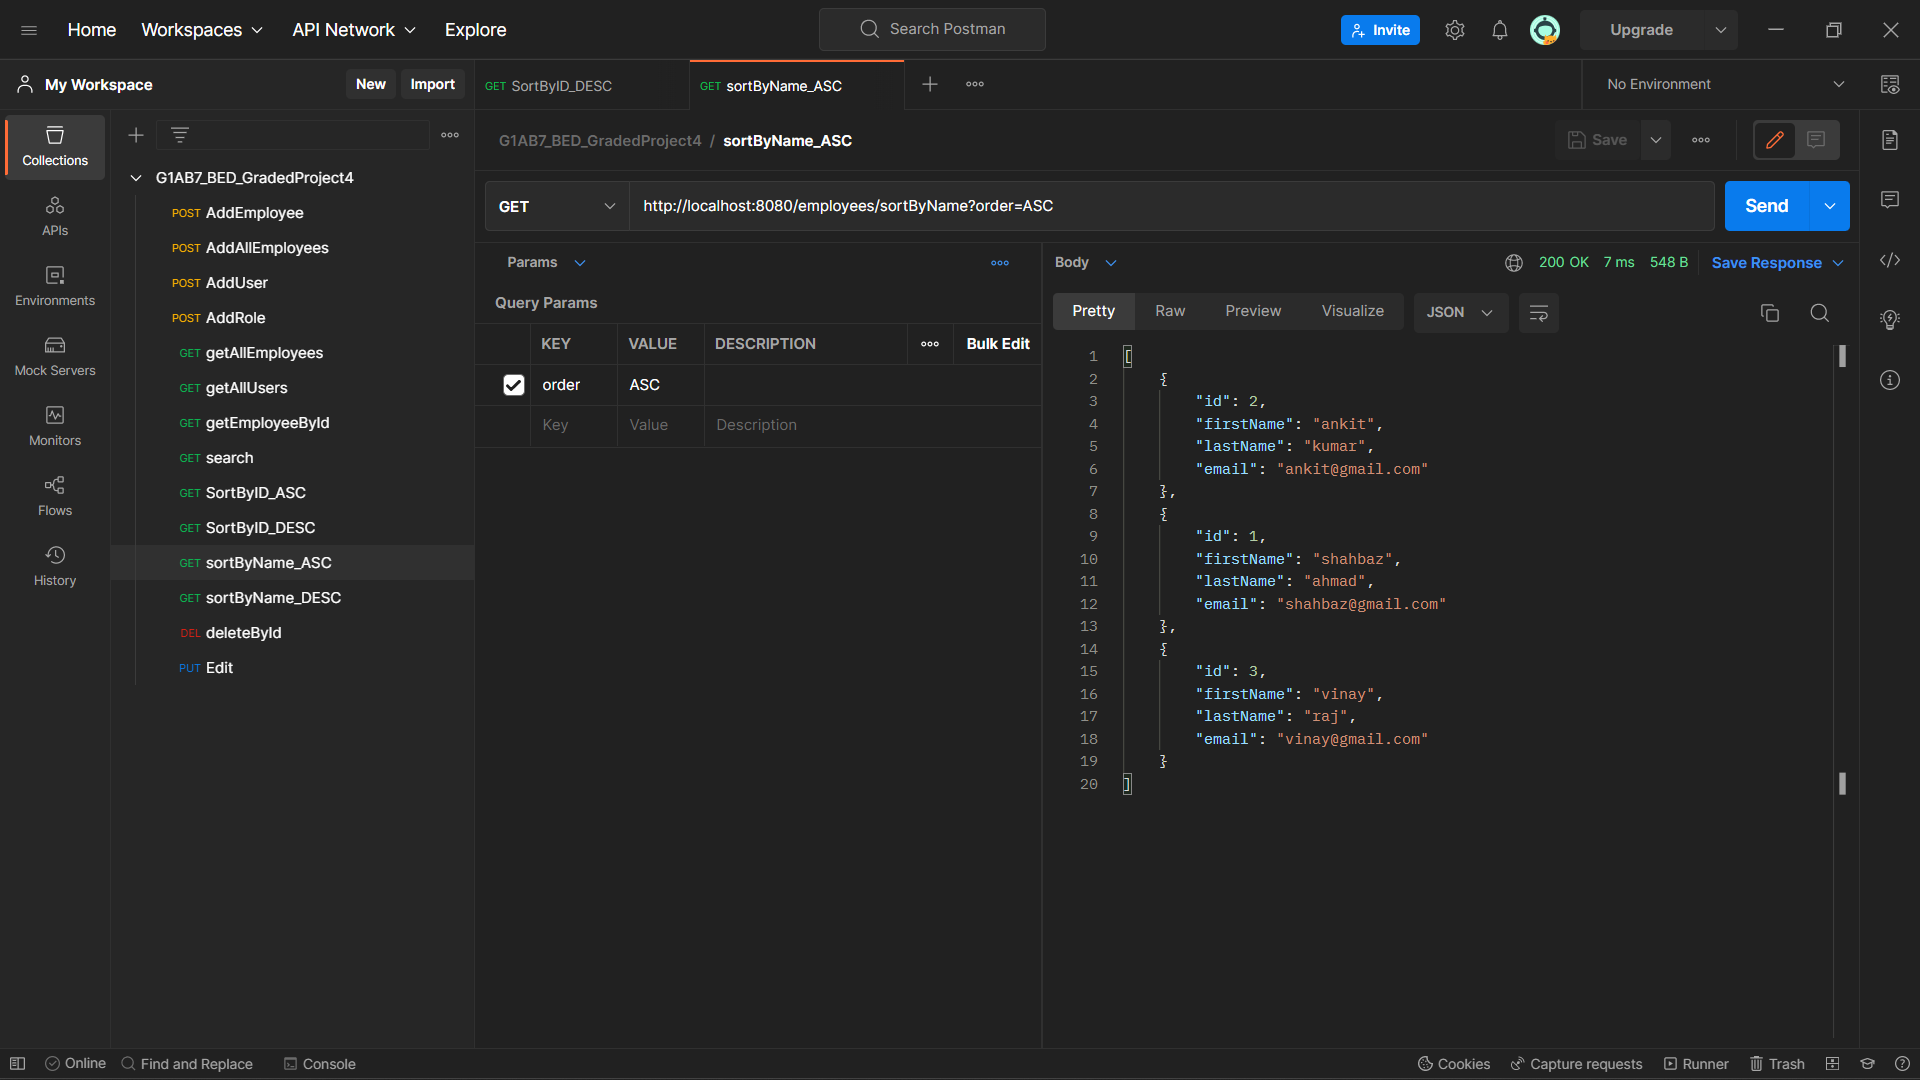 Home Workspaces API Network Explore Search Postman Invite Upgrade
My Workspace New Import GET SortByID_DESC GET sortByName_ASC No Environment
Collections
APIs
Environments
Mock Servers
Monitors
Flows
History
G1AB7_BED_GradedProject4
POST AddEmployee
POST AddAllEmployees
POST AddUser
POST AddRole
GET getAllEmployees
GET getAllUsers
GET getEmployeeById
GET search
GET SortByID_ASC
GET SortByID_DESC
GET sortByName_ASC
GET sortByName_DESC
DEL deleteById
PUT Edit
G1AB7_BED_GradedProject4 / sortByName_ASC Save
GET http://localhost:8080/employees/sortByName?order=ASC Send
Params
Query Params
KEY VALUE DESCRIPTION Bulk Edit
order ASC
Key Value Description
Body 200 OK 7 ms 548 B Save Response
Pretty Raw Preview Visualize JSON
1 [
2 {
3 "id": 2,
4 "firstName": "ankit",
5 "lastName": "kumar",
6 "email": "ankit@gmail.com"
7 },
8 {
9 "id": 1,
10 "firstName": "shahbaz",
11 "lastName": "ahmad",
12 "email": "shahbaz@gmail.com"
13 },
14 {
15 "id": 3,
16 "firstName": "vinay",
17 "lastName": "raj",
18 "email": "vinay@gmail.com"
19 }
20 ]
Online Find and Replace Console Cookies Capture requests Runner Trash